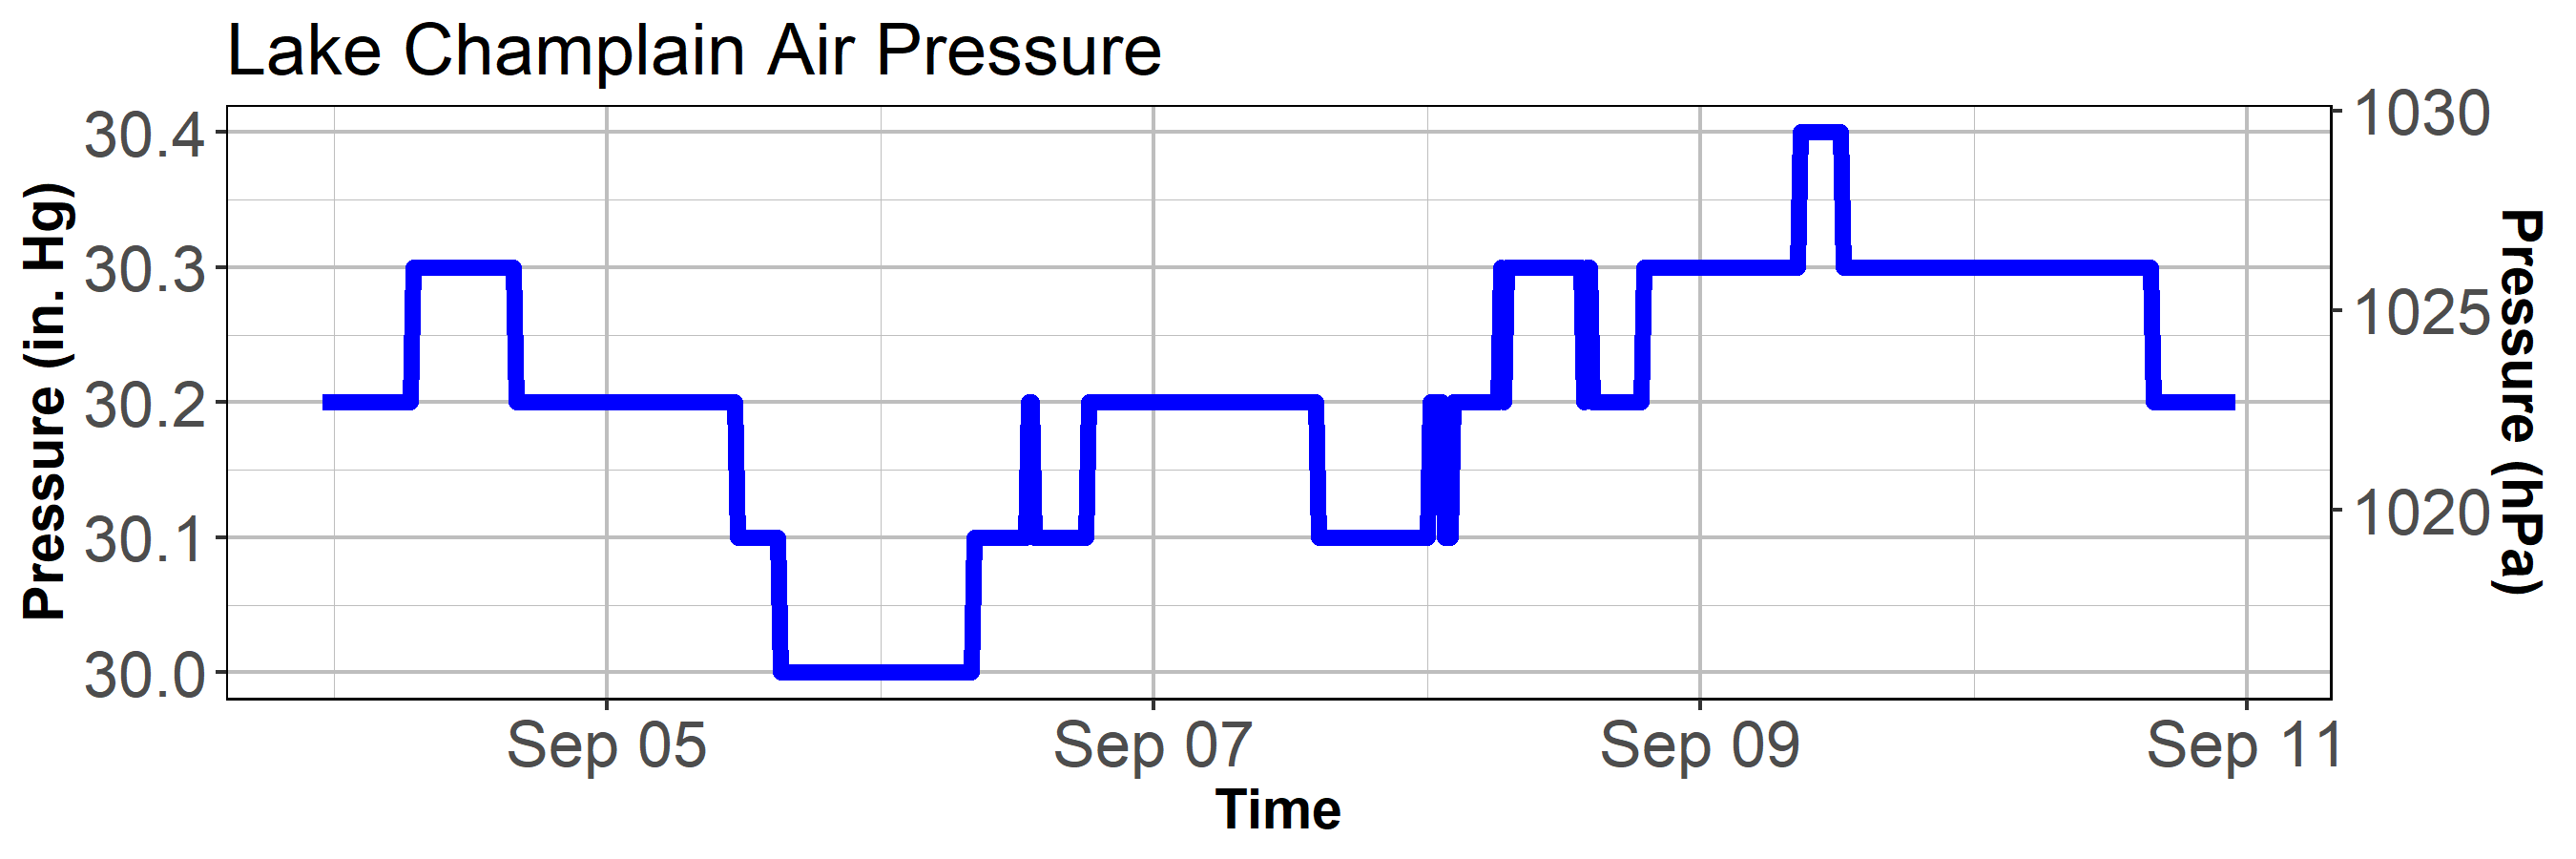 Lake Champlain Air Pressure
30.4
30.3
30.2
30.1
30.0
Pressure (in. Hg)
1030
1025
1020
Pressure (hPa)
Sep 05
Sep 07
Sep 09
Sep 11
Time